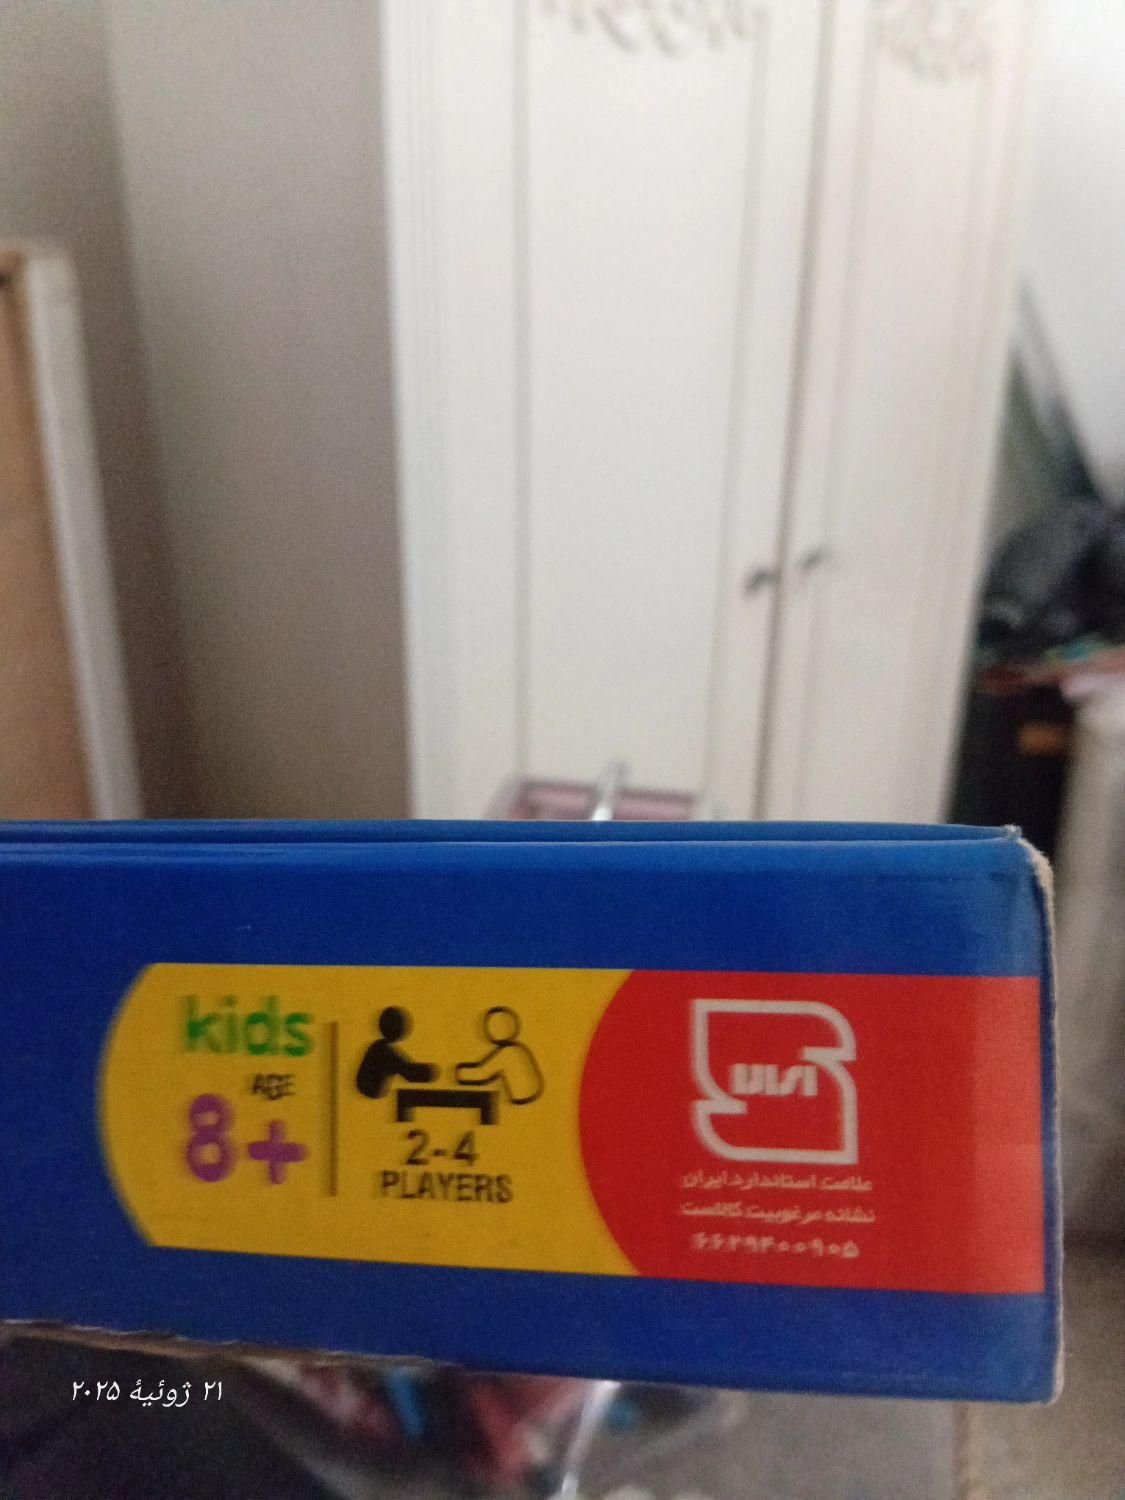 kids
AGE
8+
2-4
PLAYERS
علامت استاندارد ایران
نشانه مرغوبیت کالاست
۶۶۲۹۴۰۰۹۰۵
۲۱ ژوئیهٔ ۲۰۲۵